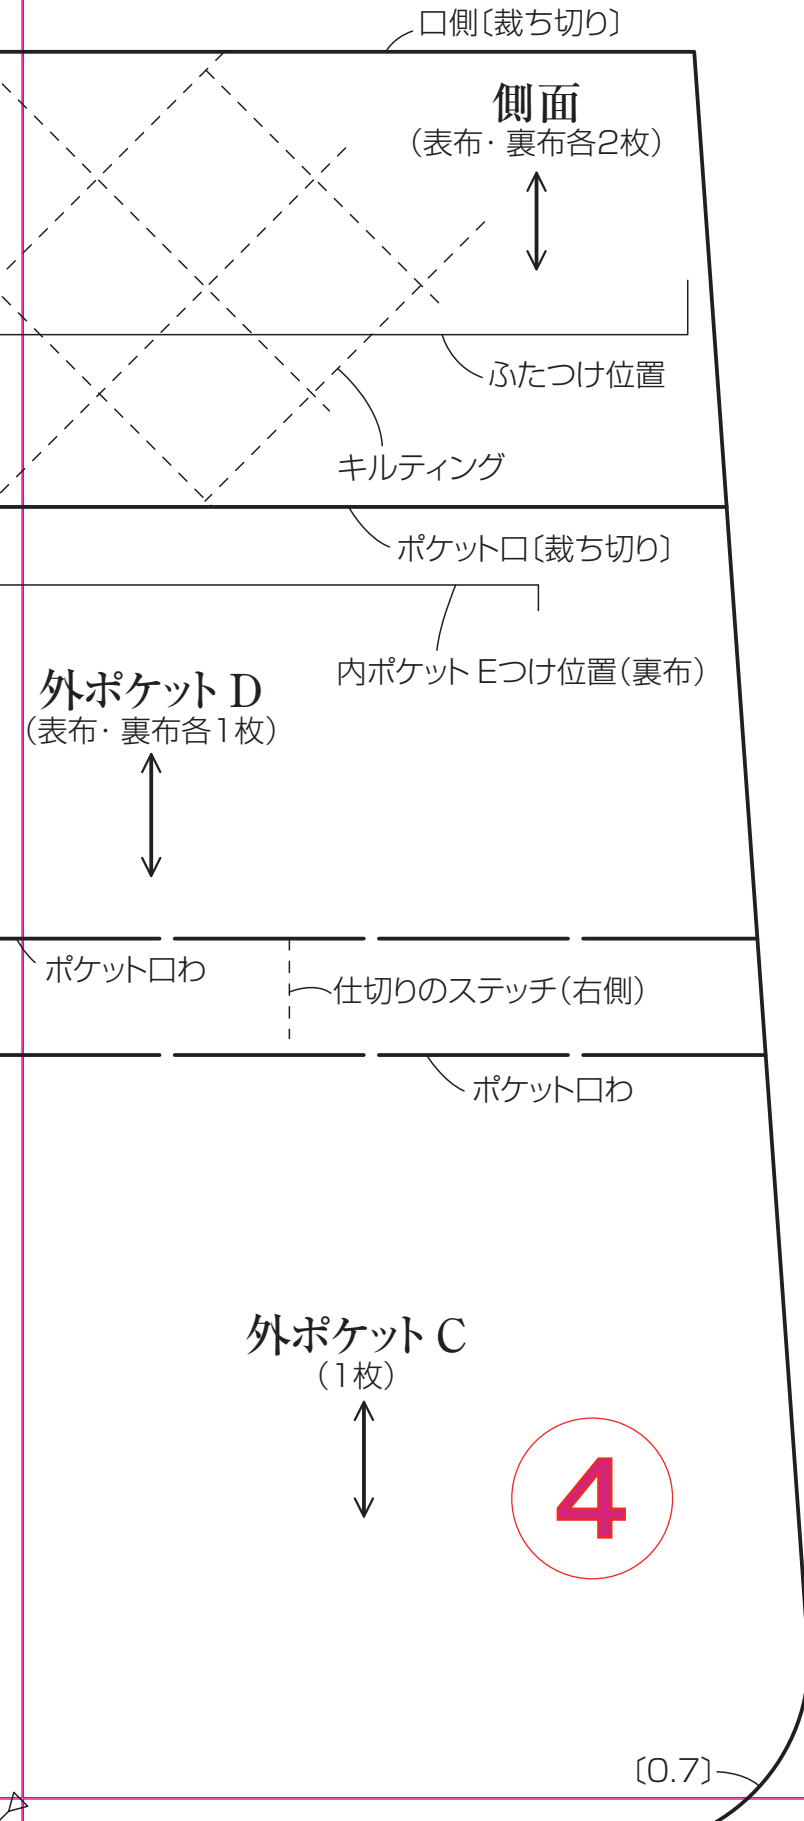 口側〔裁ち切り〕
側面
（表布・裏布各2枚）
ふたつけ位置
キルティング
ポケット口〔裁ち切り〕
内ポケットEつけ位置（裏布）
外ポケットD
（表布・裏布各1枚）
ポケット口わ
仕切りのステッチ（右側）
ポケット口わ
外ポケットC
（1枚）
4
〔0.7〕